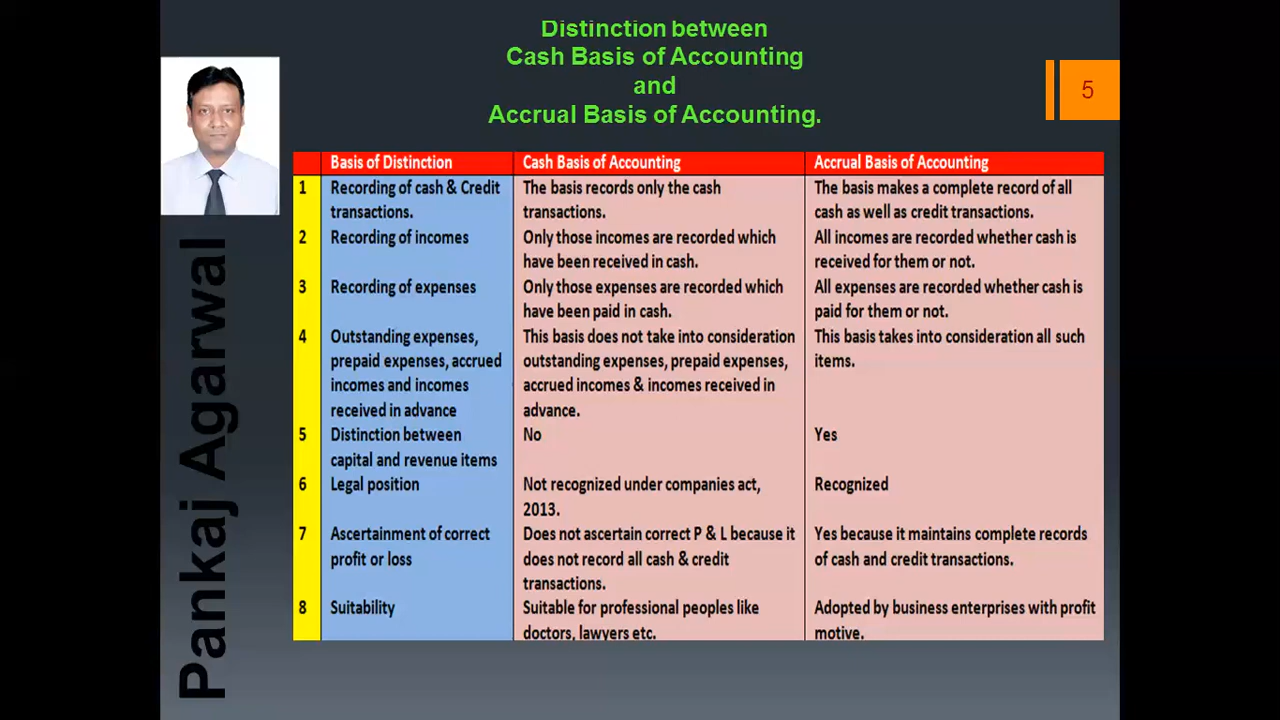 Distinction between
Cash Basis of Accounting
and
Accrual Basis of Accounting.
5
Pankaj Agarwal
Basis of Distinction Cash Basis of Accounting Accrual Basis of Accounting
1 Recording of cash & Credit The basis records only the cash The basis makes a complete record of all
transactions. transactions. cash as well as credit transactions.
2 Recording of incomes Only those incomes are recorded which All incomes are recorded whether cash is
have been received in cash. received for them or not.
3 Recording of expenses Only those expenses are recorded which All expenses are recorded whether cash is
have been paid in cash. paid for them or not.
4 Outstanding expenses, This basis does not take into consideration This basis takes into consideration all such
prepaid expenses, accrued outstanding expenses, prepaid expenses, items.
incomes and incomes accrued incomes & incomes received in
received in advance advance.
5 Distinction between No Yes
capital and revenue items
6 Legal position Not recognized under companies act, Recognized
2013.
7 Ascertainment of correct Does not ascertain correct P & L because it Yes because it maintains complete records
profit or loss does not record all cash & credit of cash and credit transactions.
transactions.
8 Suitability Suitable for professional peoples like Adopted by business enterprises with profit
doctors, lawyers etc. motive.